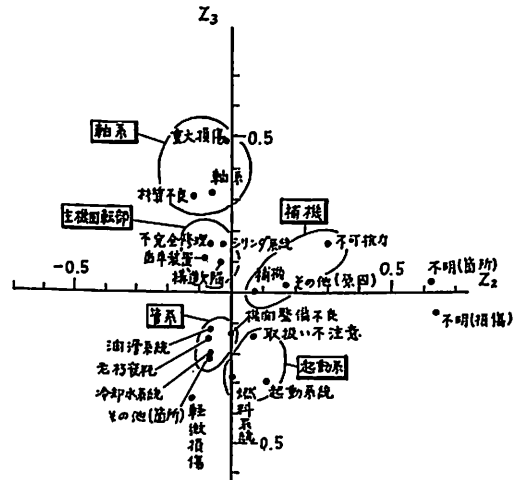 Z₃
0.5
軸系
重大損傷
軸系
材質不良
主機回転部
補機
不完全修理
シリンダ系統
不可抗力
歯車装置
補機
構造欠陥
その他(原因)
-0.5
0.5
不明(箇所)
Z₂
管系
機関整備不良
不明(損傷)
取扱い不注意
潤滑系統
老朽衰耗
起動系
冷却水系統
起動系統
その他(箇所)
軽微損傷
燃料系統
0.5